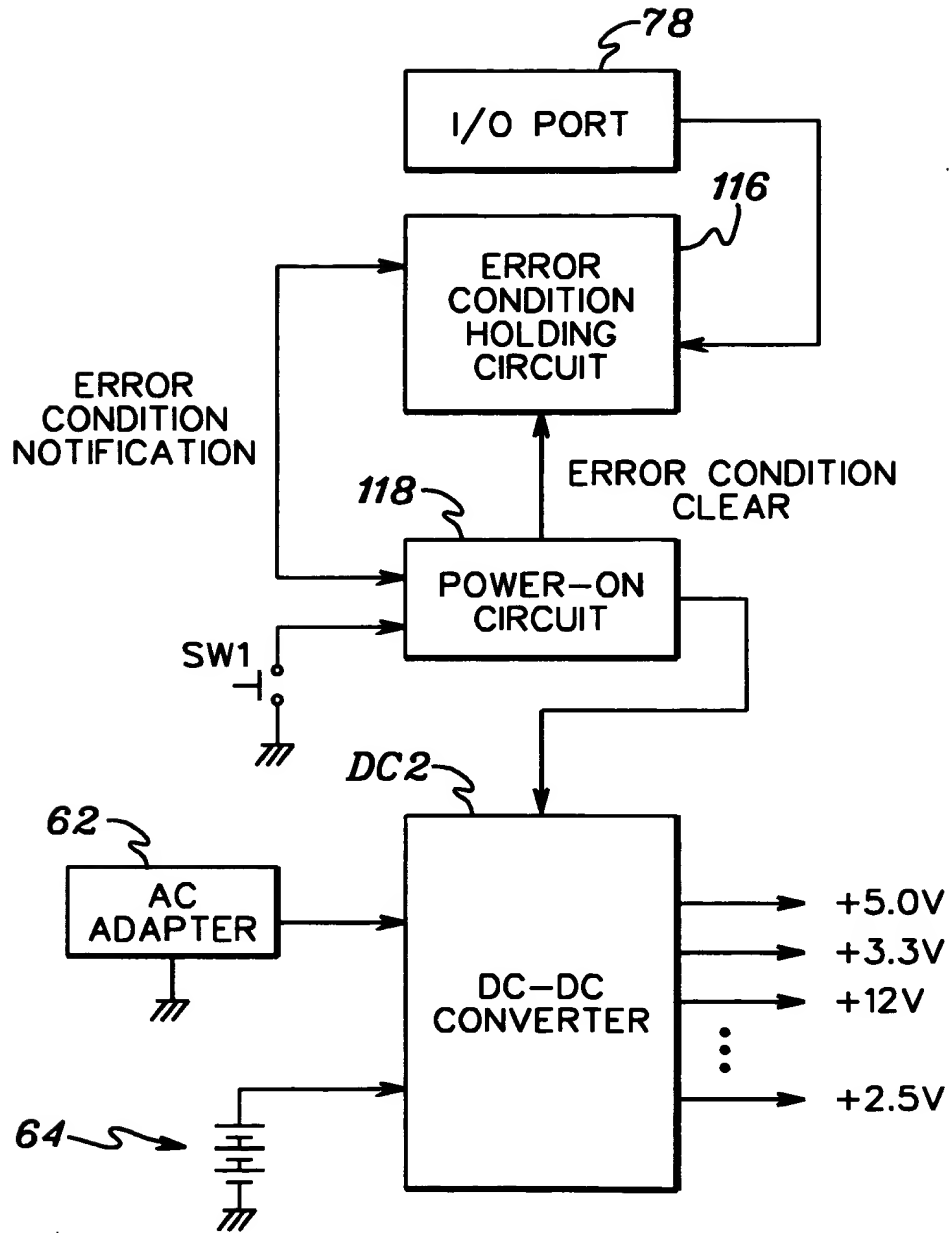 78
I/O PORT
116
ERROR
CONDITION
HOLDING
CIRCUIT
ERROR
CONDITION
NOTIFICATION
118
ERROR CONDITION
CLEAR
POWER-ON
CIRCUIT
SW1
DC2
62
AC
ADAPTER
DC-DC
CONVERTER
+5.0V
+3.3V
+12V
+2.5V
64